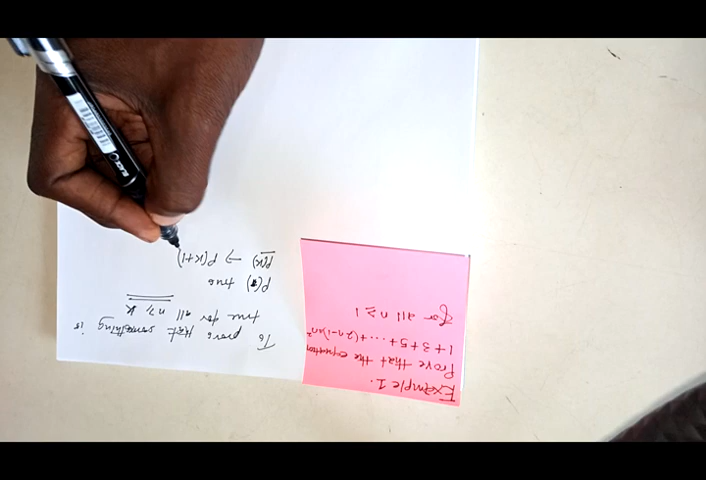 Example 1.
Prove that the equation
1+3+5+...+(2n-1)=n²
for all n ≥ 1
To prove that something is
true for all n ≥ k
P(k) true
P(k) → P(k+1)